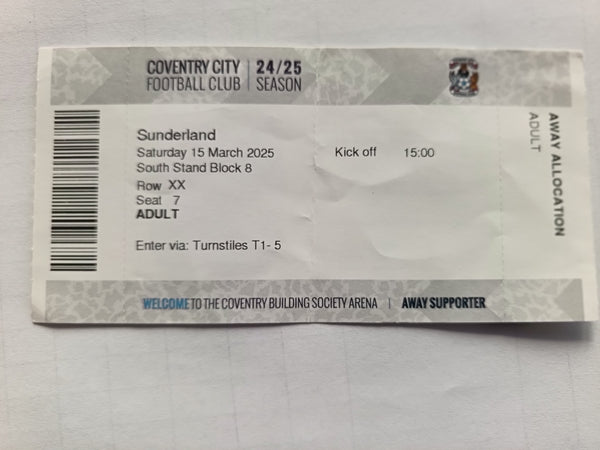 COVENTRY CITY
FOOTBALL CLUB
24/25
SEASON
Sunderland
Saturday 15 March 2025
Kick off 15:00
South Stand Block 8
Row XX
Seat 7
ADULT
Enter via: Turnstiles T1- 5
WELCOME TO THE COVENTRY BUILDING SOCIETY ARENA | AWAY SUPPORTER
AWAY ALLOCATION
ADULT